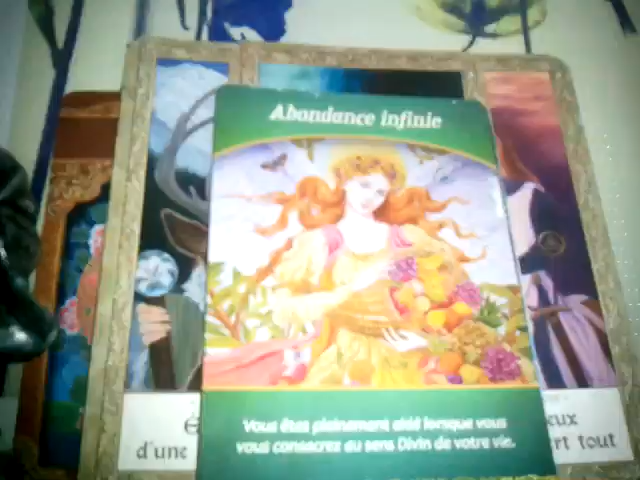 Abondance infinie
Vous êtes pleinement aidé lorsque vous
vous consacrez au sens Divin de votre vie.
d'une
eux
rt tout